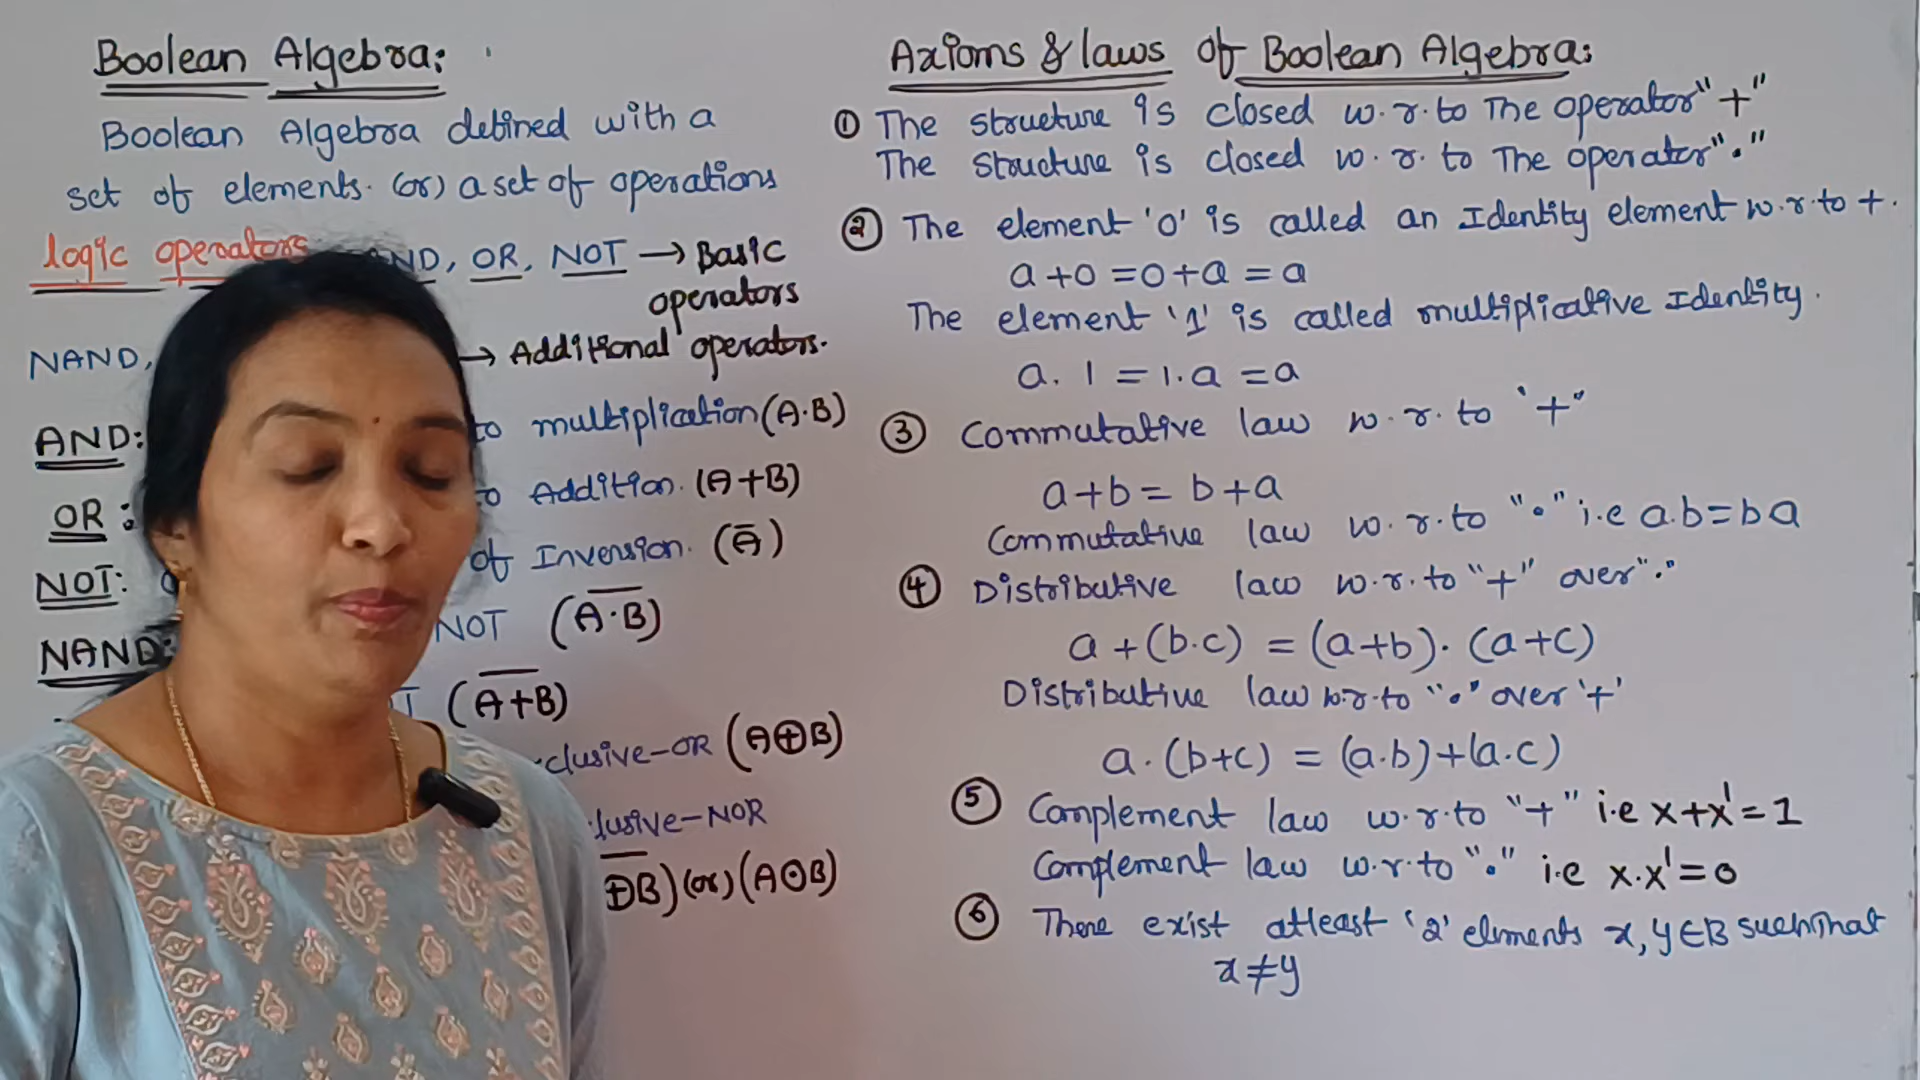 Boolean Algebra:
Boolean Algebra defined with a
set of elements. (or) a set of operations
logic operators AND, OR, NOT → Basic
operators
NAND, → Additional operators.
AND: to multiplication (A·B)
OR: to Addition. (A+B)
NOT: of Inversion. (A̅)
NAND: NOT (A̅·̅B̅)
(A̅+̅B̅)
clusive-OR (A⊕B)
lusive-NOR
⊕B) (or) (A⊙B)
Axioms & laws of Boolean Algebra:
① The structure is closed w.r.to The operator "+"
The structure is closed w.r.to The operator "·"
② The element '0' is called an Identity element w.r.to +.
a+0=0+a=a
The element '1' is called multiplicative Identity.
a.1=1.a=a
③ Commutative law w.r.to '+'
a+b=b+a
Commutative law w.r.to "·" i.e a.b=ba
④ Distributive law w.r.to "+" over "·"
a+(b.c) = (a+b)·(a+c)
Distributive law w.r.to "·" over '+'
a.(b+c) = (a.b)+(a.c)
⑤ Complement law w.r.to "+" i.e x+x'=1
Complement law w.r.to "·" i.e x.x'=0
⑥ There exist atleast '2' elements x,y∈B such that
x≠y